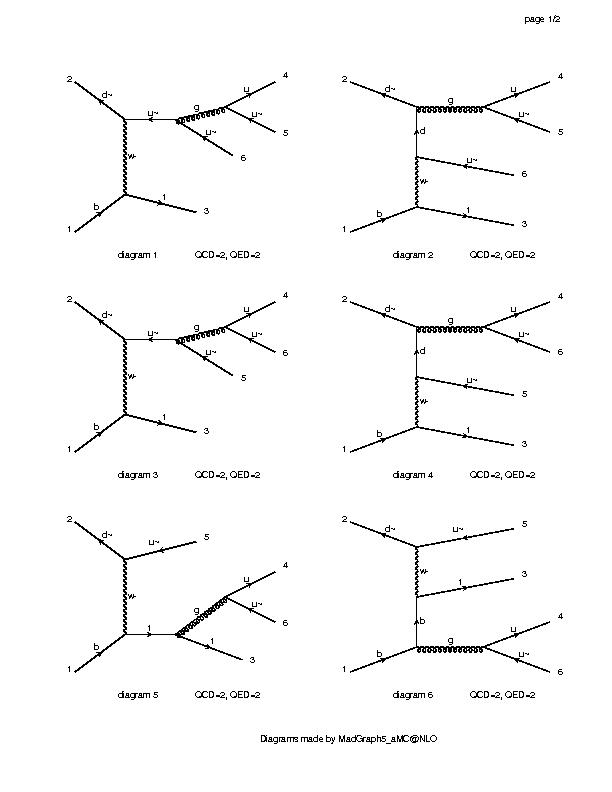 page 1/2
2
d~
u~
g
u
4
u~
5
u~
6
w-
b
1
t
3
diagram 1 QCD=2, QED=2
2
d~
g
u
4
u~
5
d
u~
6
w-
b
1
t
3
diagram 2 QCD=2, QED=2
2
d~
u~
g
u
4
u~
6
u~
5
w-
b
1
t
3
diagram 3 QCD=2, QED=2
2
d~
g
u
4
u~
6
d
u~
5
w-
b
1
t
3
diagram 4 QCD=2, QED=2
2
d~
u~
5
w-
b
1
t
g
u
4
u~
6
t
3
diagram 5 QCD=2, QED=2
2
d~
u~
5
w-
t
3
b
b
1
g
u
4
u~
6
diagram 6 QCD=2, QED=2
Diagrams made by MadGraph5_aMC@NLO